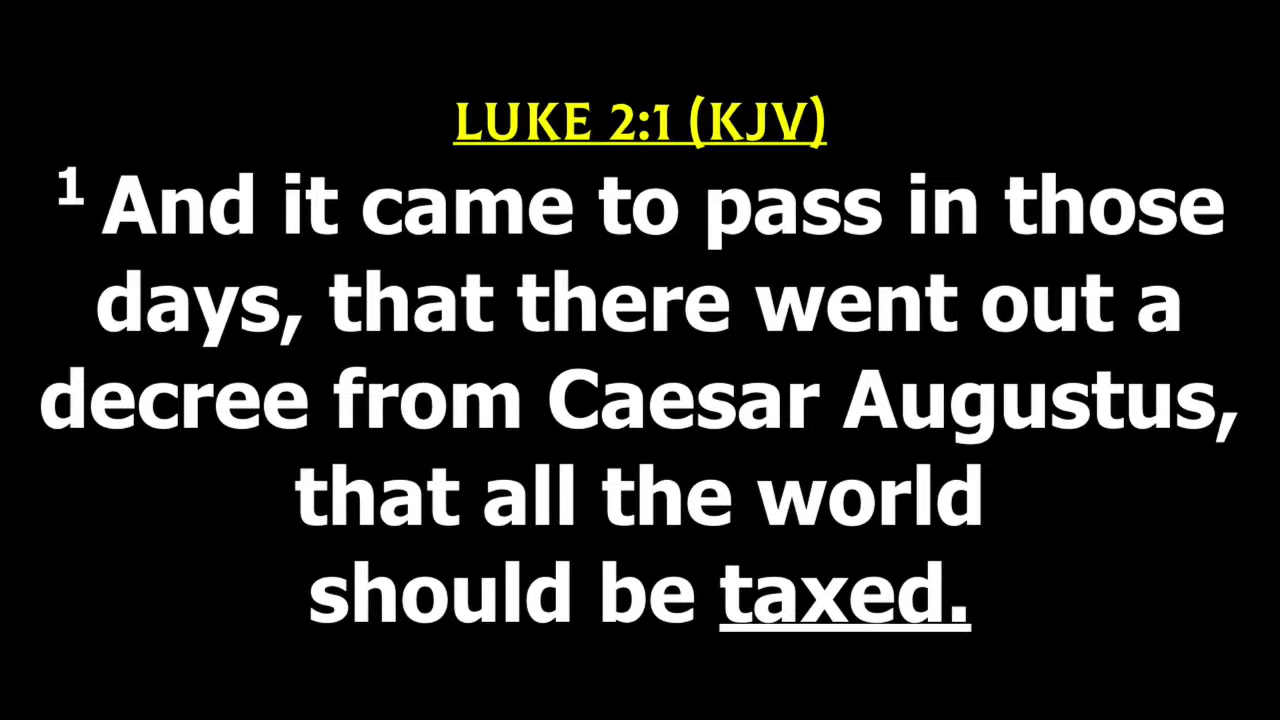 LUKE 2:1 (KJV)
1 And it came to pass in those
days, that there went out a
decree from Caesar Augustus,
that all the world
should be taxed.